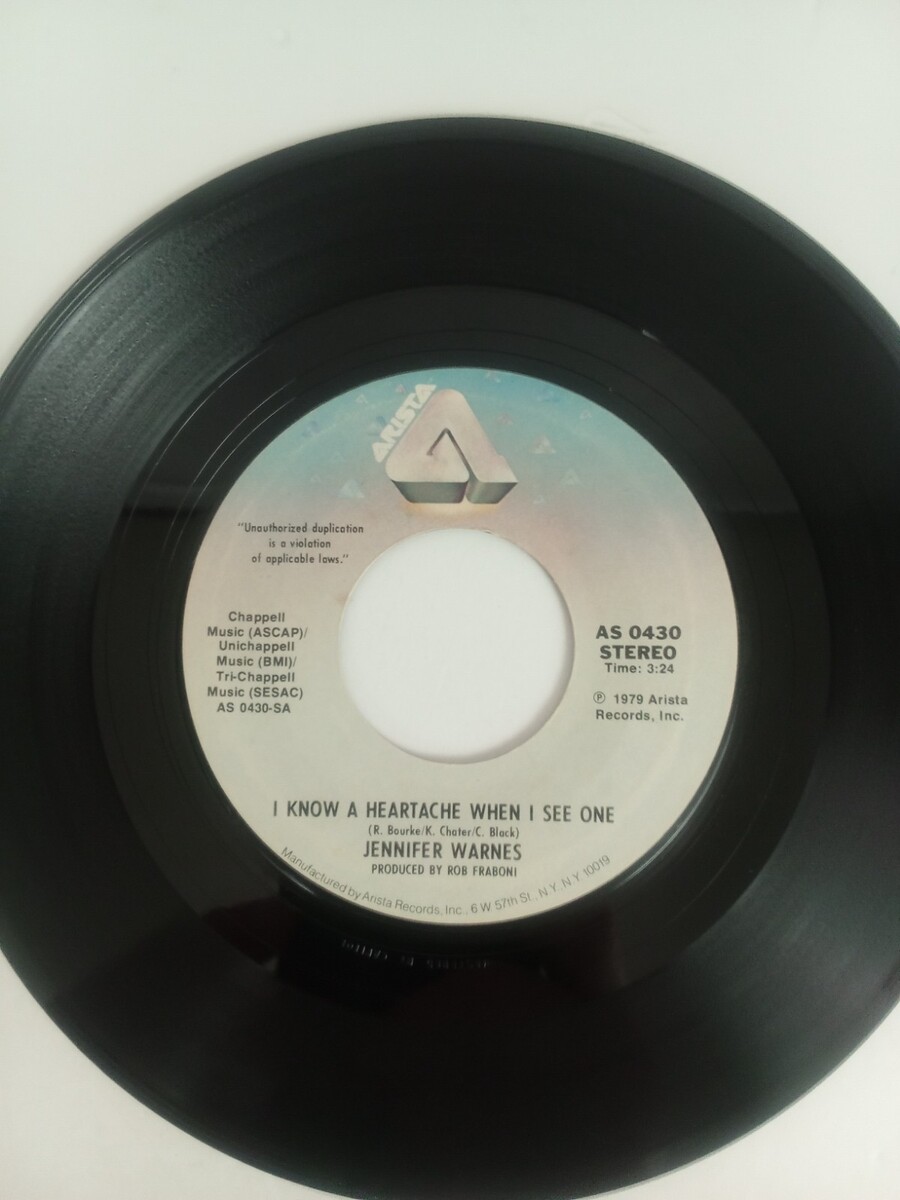 ARISTA
"Unauthorized duplication
is a violation
of applicable laws."
Chappell
Music (ASCAP)/
Unichappell
Music (BMI)/
Tri-Chappell
Music (SESAC)
AS 0430-SA
AS 0430
STEREO
Time: 3:24
℗ 1979 Arista
Records, Inc.
I KNOW A HEARTACHE WHEN I SEE ONE
(R. Bourke/K. Chater/C. Black)
JENNIFER WARNES
PRODUCED BY ROB FRABONI
Manufactured by Arista Records, Inc., 6 W. 57th St., N.Y. N.Y. 10019